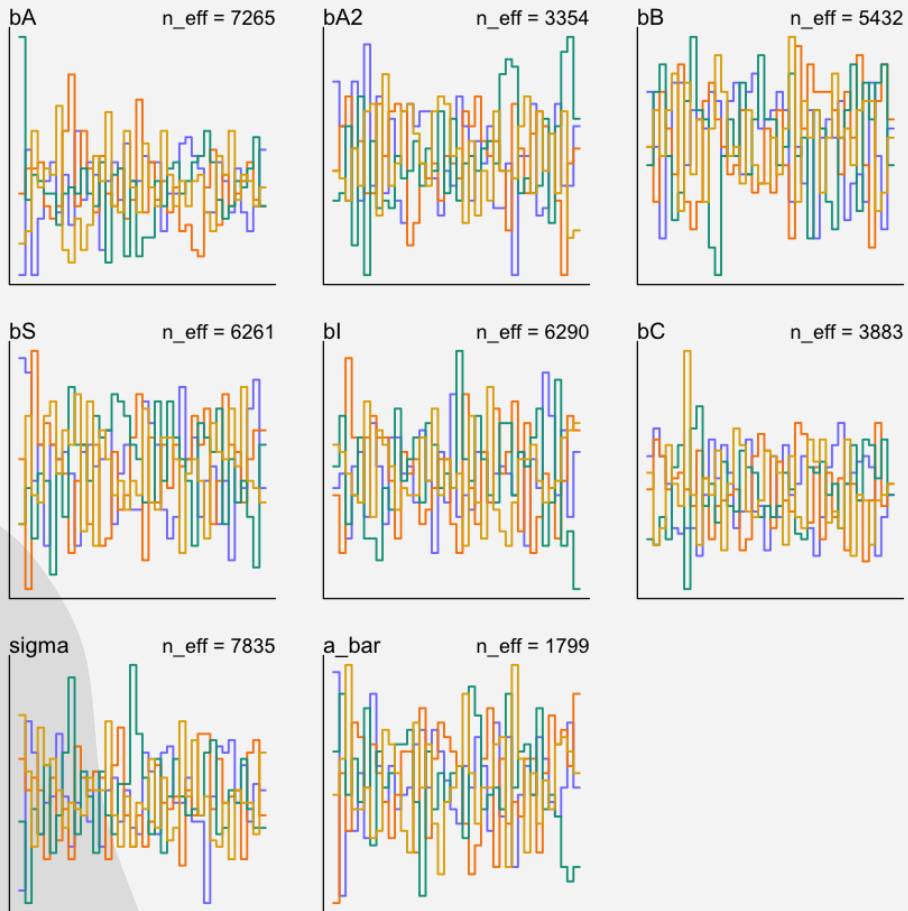 bA n_eff = 7265
bA2 n_eff = 3354
bB n_eff = 5432
bS n_eff = 6261
bI n_eff = 6290
bC n_eff = 3883
sigma n_eff = 7835
a_bar n_eff = 1799